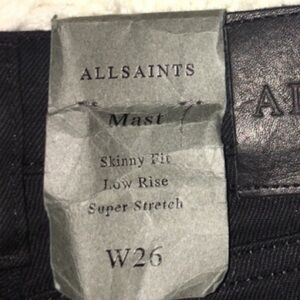 ALLSAINTS
Mast
Skinny Fit
Low Rise
Super Stretch
W26